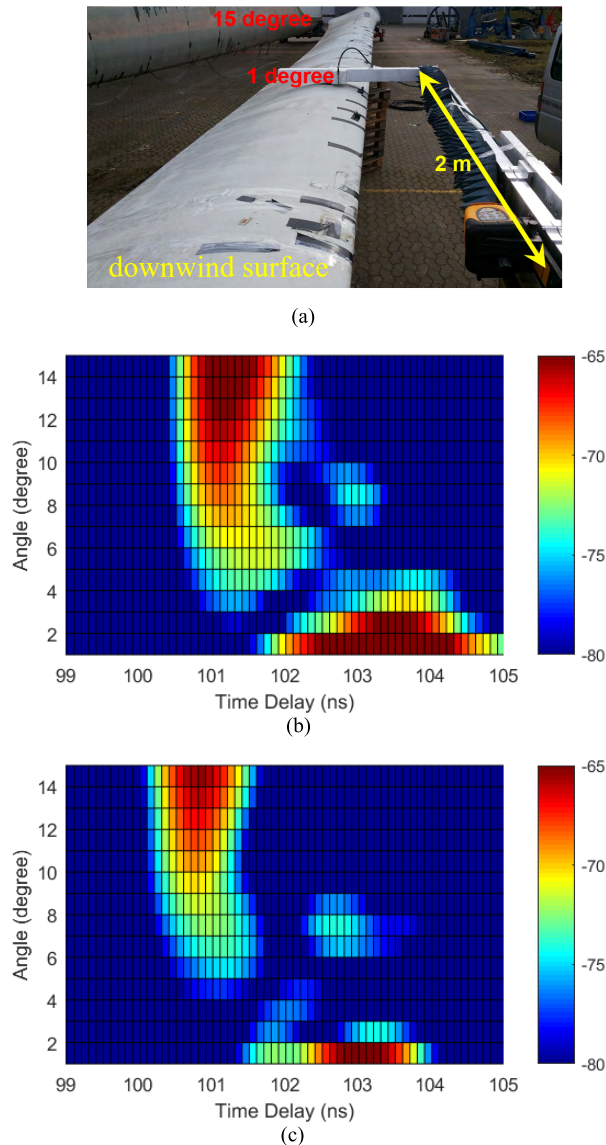 15 degree
1 degree
2 m
downwind surface
(a)
14
12
10
8
6
4
2
Angle (degree)
99 100 101 102 103 104 105
Time Delay (ns)
-65
-70
-75
-80
(b)
14
12
10
8
6
4
2
Angle (degree)
99 100 101 102 103 104 105
Time Delay (ns)
-65
-70
-75
-80
(c)